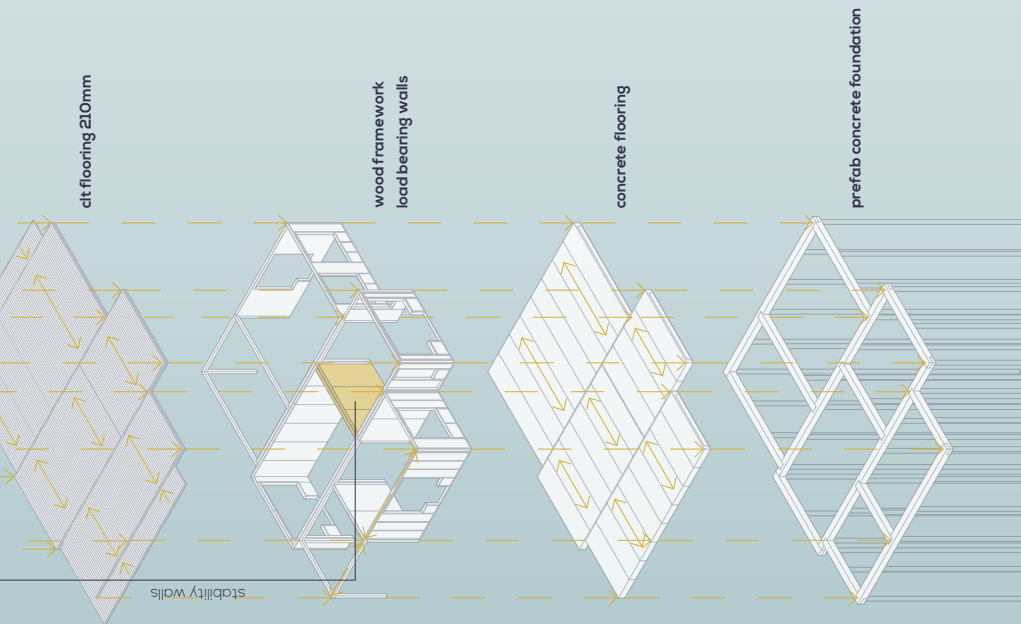 clt flooring 210mm
wood framework
load bearing walls
concrete flooring
prefab concrete foundation
stability walls